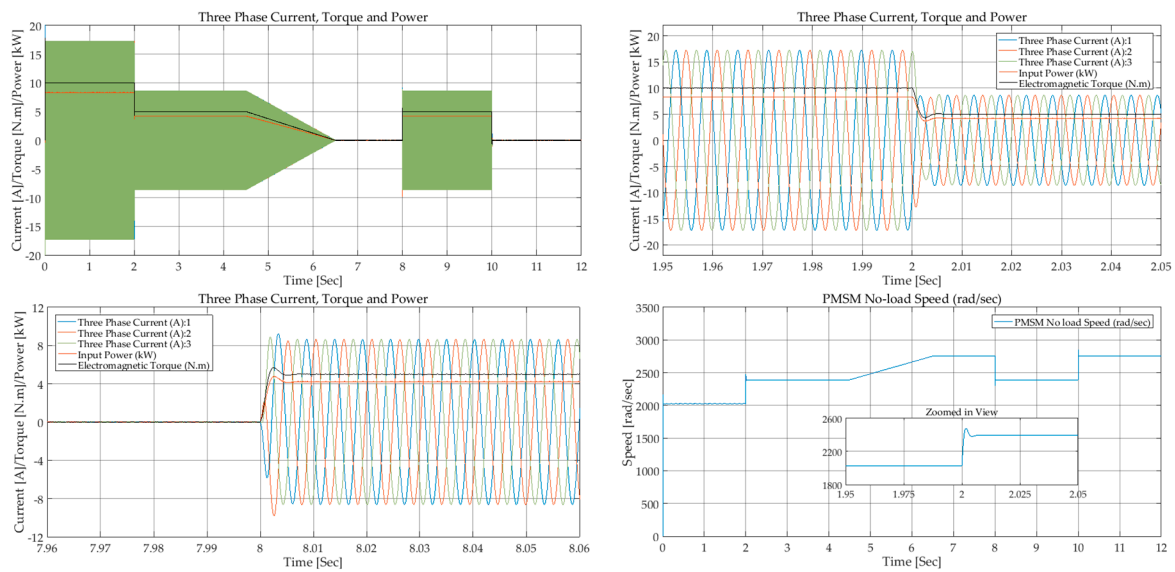 Three Phase Current, Torque and Power
Current [A]/Torque [N.m]/Power [kW]
20
15
10
5
0
-5
-10
-15
-20
0 1 2 3 4 5 6 7 8 9 10 11 12
Time [Sec]
Three Phase Current, Torque and Power
Current [A]/Torque [N.m]/Power [kW]
20
15
10
5
0
-5
-10
-15
-20
Three Phase Current (A):1
Three Phase Current (A):2
Three Phase Current (A):3
Input Power (kW)
Electromagnetic Torque (N.m)
1.95 1.96 1.97 1.98 1.99 2 2.01 2.02 2.03 2.04 2.05
Time [Sec]
Three Phase Current, Torque and Power
Current [A]/Torque [N.m]/Power [kW]
12
8
4
0
-4
-8
-12
Three Phase Current (A):1
Three Phase Current (A):2
Three Phase Current (A):3
Input Power (kW)
Electromagnetic Torque (N.m)
7.96 7.97 7.98 7.99 8 8.01 8.02 8.03 8.04 8.05 8.06
Time [Sec]
PMSM No-load Speed (rad/sec)
Speed [rad/sec]
3500
3000
2500
2000
1500
1000
500
0
PMSM No load Speed (rad/sec)
Zoomed in View
2600
2200
1800
1.95 1.975 2 2.025 2.05
0 1 2 3 4 5 6 7 8 9 10 11 12
Time [Sec]